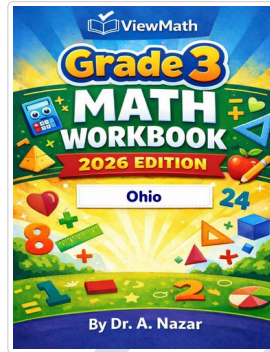 ViewMath
Grade 3
MATH
WORKBOOK
2026 EDITION
Ohio
24
8
1
2
By Dr. A. Nazar